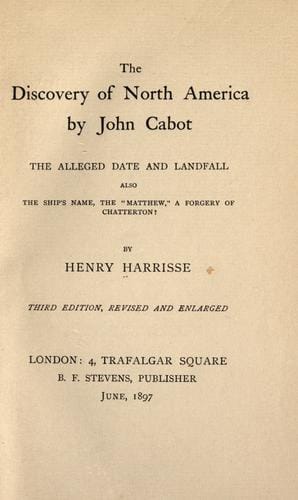 The
Discovery of North America
by John Cabot
THE ALLEGED DATE AND LANDFALL
ALSO
THE SHIP'S NAME, THE "MATTHEW," A FORGERY OF
CHATTERTON?
BY
HENRY HARRISSE
THIRD EDITION, REVISED AND ENLARGED
LONDON: 4, TRAFALGAR SQUARE
B. F. STEVENS, PUBLISHER
JUNE, 1897